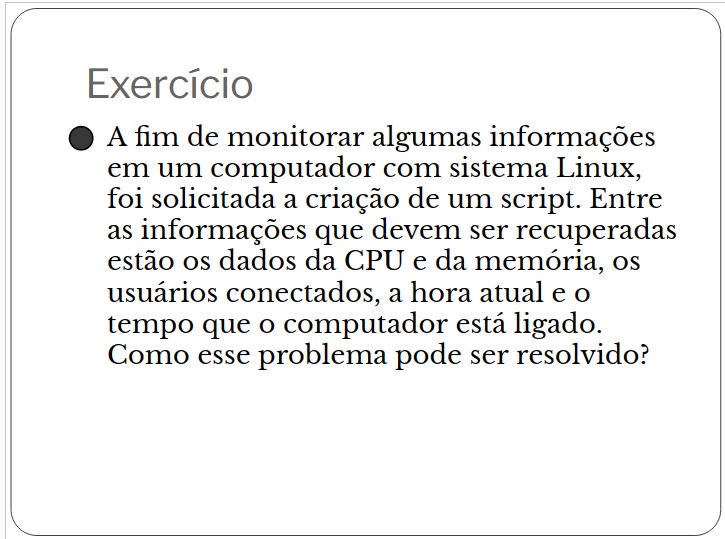 Exercício
A fim de monitorar algumas informações
em um computador com sistema Linux,
foi solicitada a criação de um script. Entre
as informações que devem ser recuperadas
estão os dados da CPU e da memória, os
usuários conectados, a hora atual e o
tempo que o computador está ligado.
Como esse problema pode ser resolvido?